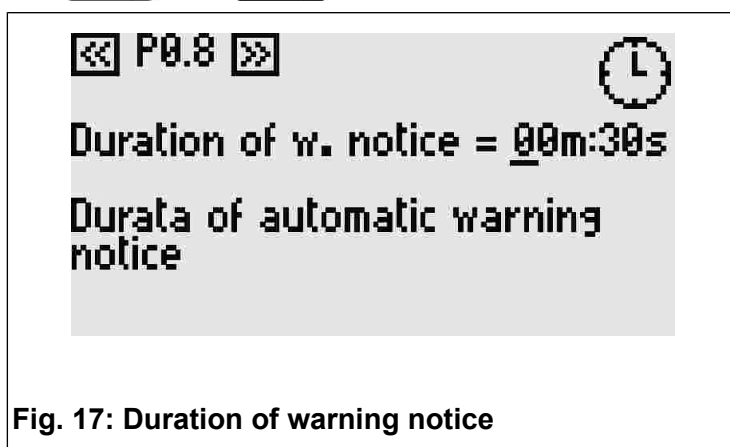 << P0.8 >>
Duration of w. notice = 00m:30s
Durata of automatic warning
notice
Fig. 17: Duration of warning notice